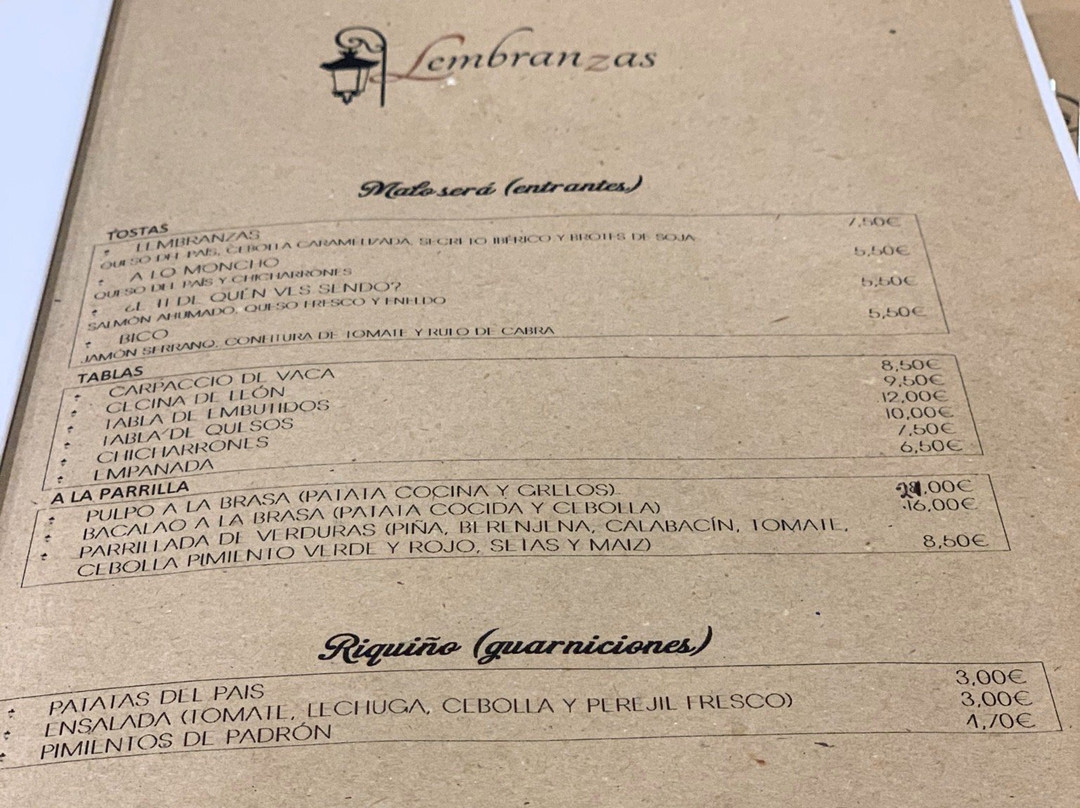 Lembranzas
Malo será (entrantes)
TOSTAS
LEMBRANZAS 7,50€
QUESO DEL PAÍS, CEBOLLA CARAMELIZADA, SECRETO IBÉRICO Y BROTES DE SOJA
A LO MONCHO 5,50€
QUESO DEL PAÍS Y CHICHARRONES
¿E TI DE QUÉN VES SENDO? 5,50€
SALMÓN AHUMADO, QUESO FRESCO Y ENELDO
BICO 5,50€
JAMÓN SERRANO, CONFITURA DE TOMATE Y RULO DE CABRA
TABLAS
CARPACCIO DE VACA 8,50€
CECINA DE LEÓN 9,50€
TABLA DE EMBUTIDOS 12,00€
TABLA DE QUESOS 10,00€
CHICHARRONES 7,50€
EMPANADA 6,50€
A LA PARRILLA
PULPO A LA BRASA (PATATA COCINA Y GRELOS) ,00€
BACALAO A LA BRASA (PATATA COCIDA Y CEBOLLA) 16,00€
PARRILLADA DE VERDURAS (PIÑA, BERENJENA, CALABACÍN, TOMATE,
CEBOLLA PIMIENTO VERDE Y ROJO, SETAS Y MAIZ) 8,50€
Riquiño (guarniciones)
PATATAS DEL PAIS 3,00€
ENSALADA (TOMATE, LECHUGA, CEBOLLA Y PEREJIL FRESCO) 3,00€
PIMIENTOS DE PADRÓN 1,70€